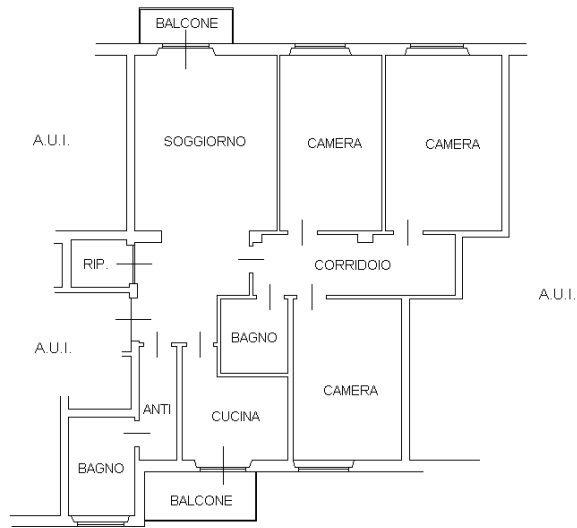 BALCONE
A.U.I.
SOGGIORNO
CAMERA
CAMERA
RIP.
CORRIDOIO
A.U.I.
A.U.I.
BAGNO
CAMERA
ANTI
CUCINA
BAGNO
BALCONE